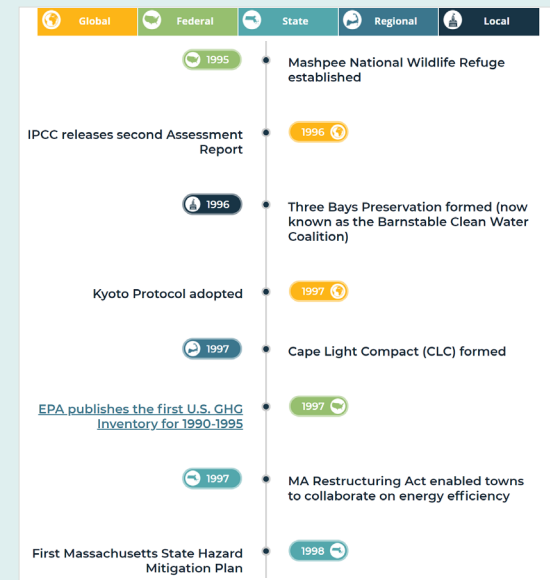 Global Federal State Regional Local
1995
Mashpee National Wildlife Refuge
established
IPCC releases second Assessment
Report
1996
1996
Three Bays Preservation formed (now
known as the Barnstable Clean Water
Coalition)
Kyoto Protocol adopted
1997
1997
Cape Light Compact (CLC) formed
EPA publishes the first U.S. GHG
Inventory for 1990-1995
1997
1997
MA Restructuring Act enabled towns
to collaborate on energy efficiency
First Massachusetts State Hazard
Mitigation Plan
1998